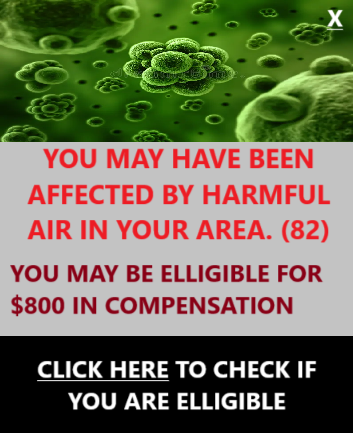 X
YOU MAY HAVE BEEN
AFFECTED BY HARMFUL
AIR IN YOUR AREA. (82)
YOU MAY BE ELLIGIBLE FOR
$800 IN COMPENSATION
CLICK HERE TO CHECK IF
YOU ARE ELLIGIBLE